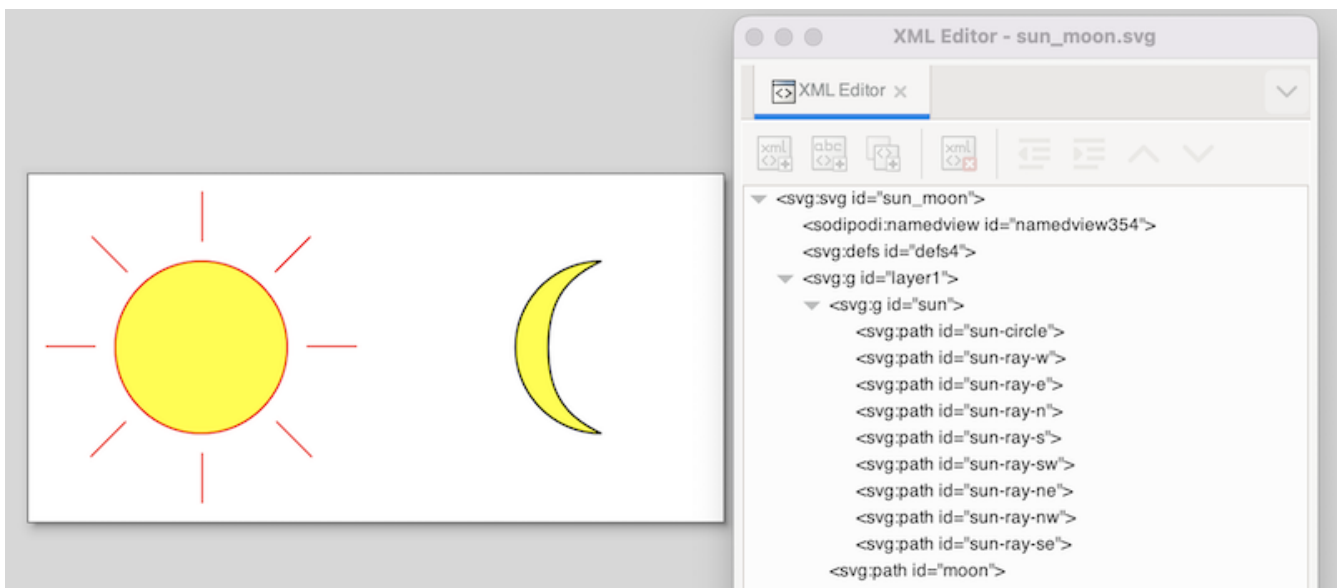 XML Editor - sun_moon.svg
XML Editor
<svg:svg id="sun_moon">
<sodipodi:namedview id="namedview354">
<svg:defs id="defs4">
<svg:g id="layer1">
<svg:g id="sun">
<svg:path id="sun-circle">
<svg:path id="sun-ray-w">
<svg:path id="sun-ray-e">
<svg:path id="sun-ray-n">
<svg:path id="sun-ray-s">
<svg:path id="sun-ray-sw">
<svg:path id="sun-ray-ne">
<svg:path id="sun-ray-nw">
<svg:path id="sun-ray-se">
<svg:path id="moon">